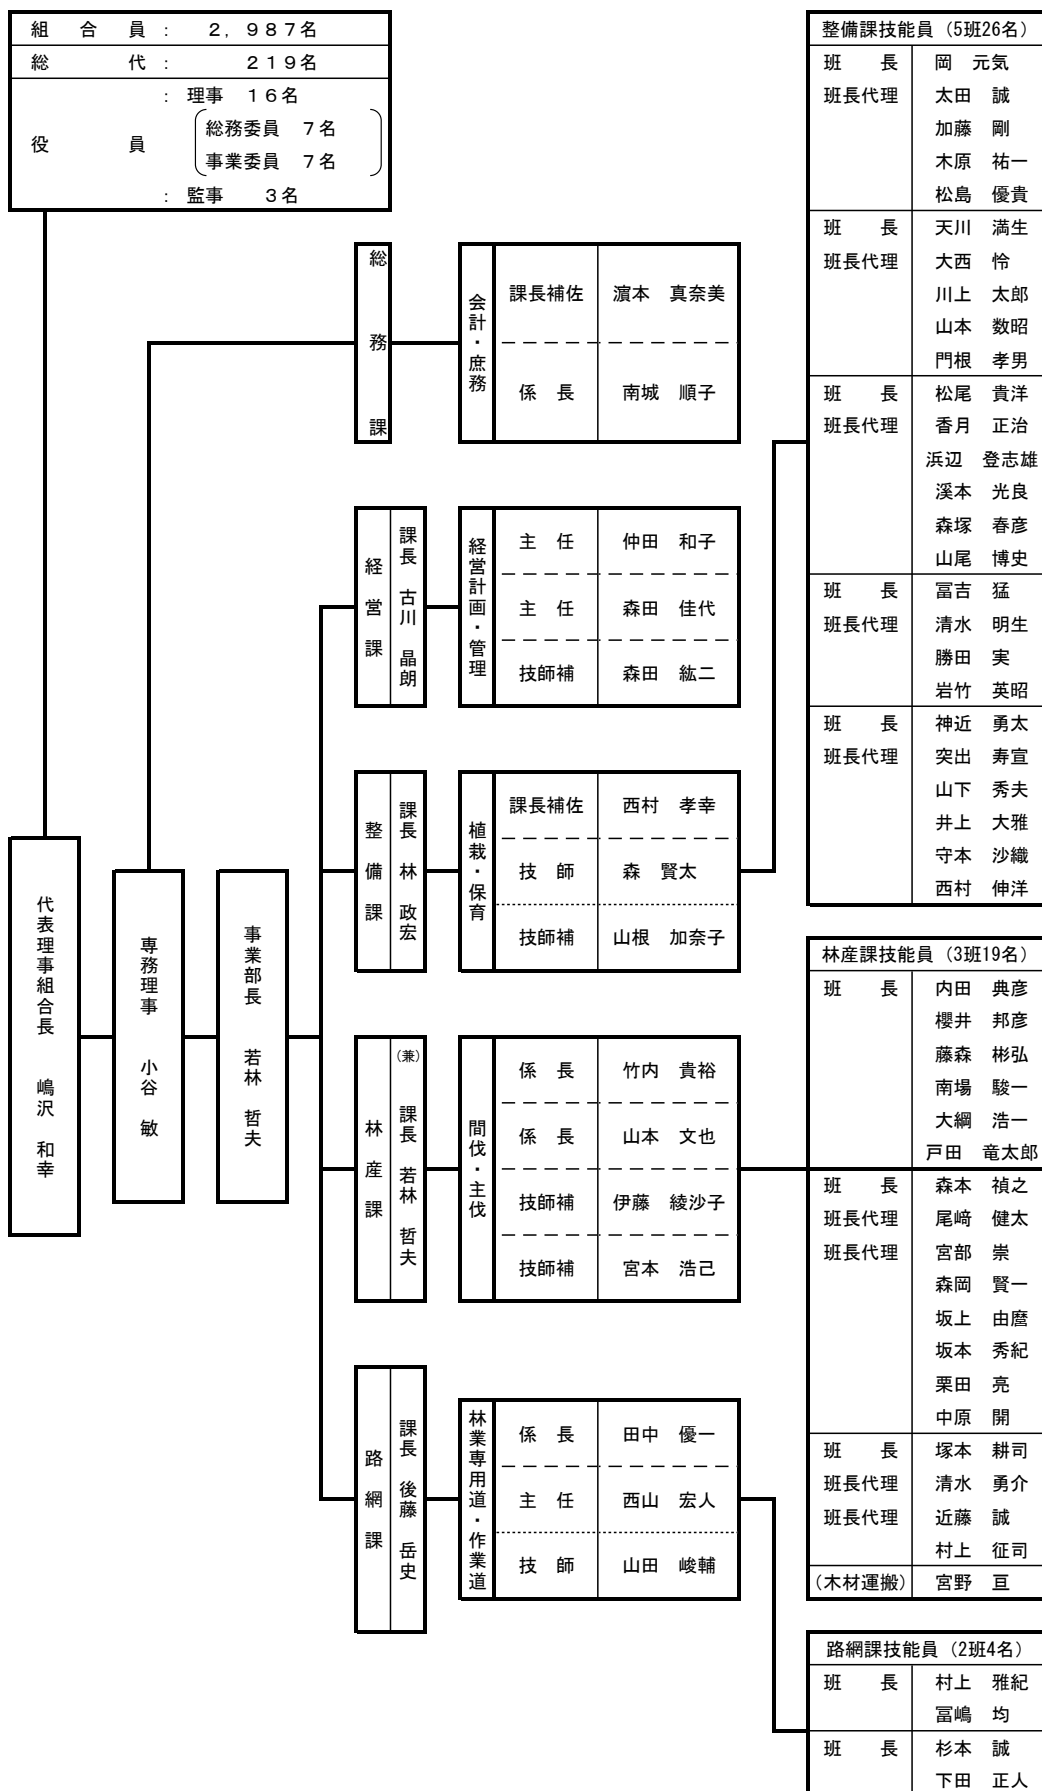 組　合　員 ： ２，９８７名
総　　　代 ： ２１９名
役　　　員 ： 理事　１６名
総務委員　７名
事業委員　７名
： 監事　３名
代表理事組合長　嶋沢　和幸
専務理事　小谷　敏
事業部長　若林　哲夫
総務課
会計・庶務
課長補佐　濵本　真奈美
係　長　南城　順子
経営課
課長　古川　晶朗
経営計画・管理
主　任　仲田　和子
主　任　森田　佳代
技師補　森田　紘二
整備課
課長　林　政宏
植栽・保育
課長補佐　西村　孝幸
技　師　森　賢太
技師補　山根　加奈子
林産課
(兼)　課長　若林　哲夫
間伐・主伐
係　長　竹内　貴裕
係　長　山本　文也
技師補　伊藤　綾沙子
技師補　宮本　浩己
路網課
課長　後藤　岳史
林業専用道・作業道
係　長　田中　優一
主　任　西山　宏人
技　師　山田　峻輔
整備課技能員（5班26名）
班　　長　岡　元気
班長代理　太田　誠
加藤　剛
木原　祐一
松島　優貴
班　　長　天川　満生
班長代理　大西　怜
川上　太郎
山本　数昭
門根　孝男
班　　長　松尾　貴洋
班長代理　香月　正治
浜辺　登志雄
溪本　光良
森塚　春彦
山尾　博史
班　　長　冨吉　猛
班長代理　清水　明生
勝田　実
岩竹　英昭
班　　長　神近　勇太
班長代理　突出　寿宣
山下　秀夫
井上　大雅
守本　沙織
西村　伸洋
林産課技能員（3班19名）
班　　長　内田　典彦
櫻井　邦彦
藤森　彬弘
南場　駿一
大綱　浩一
戸田　竜太郎
班　　長　森本　禎之
班長代理　尾﨑　健太
班長代理　宮部　崇
森岡　賢一
坂上　由麿
坂本　秀紀
栗田　亮
中原　開
班　　長　塚本　耕司
班長代理　清水　勇介
班長代理　近藤　誠
村上　征司
(木材運搬)　宮野　亘
路網課技能員（2班4名）
班　　長　村上　雅紀
冨嶋　均
班　　長　杉本　誠
下田　正人